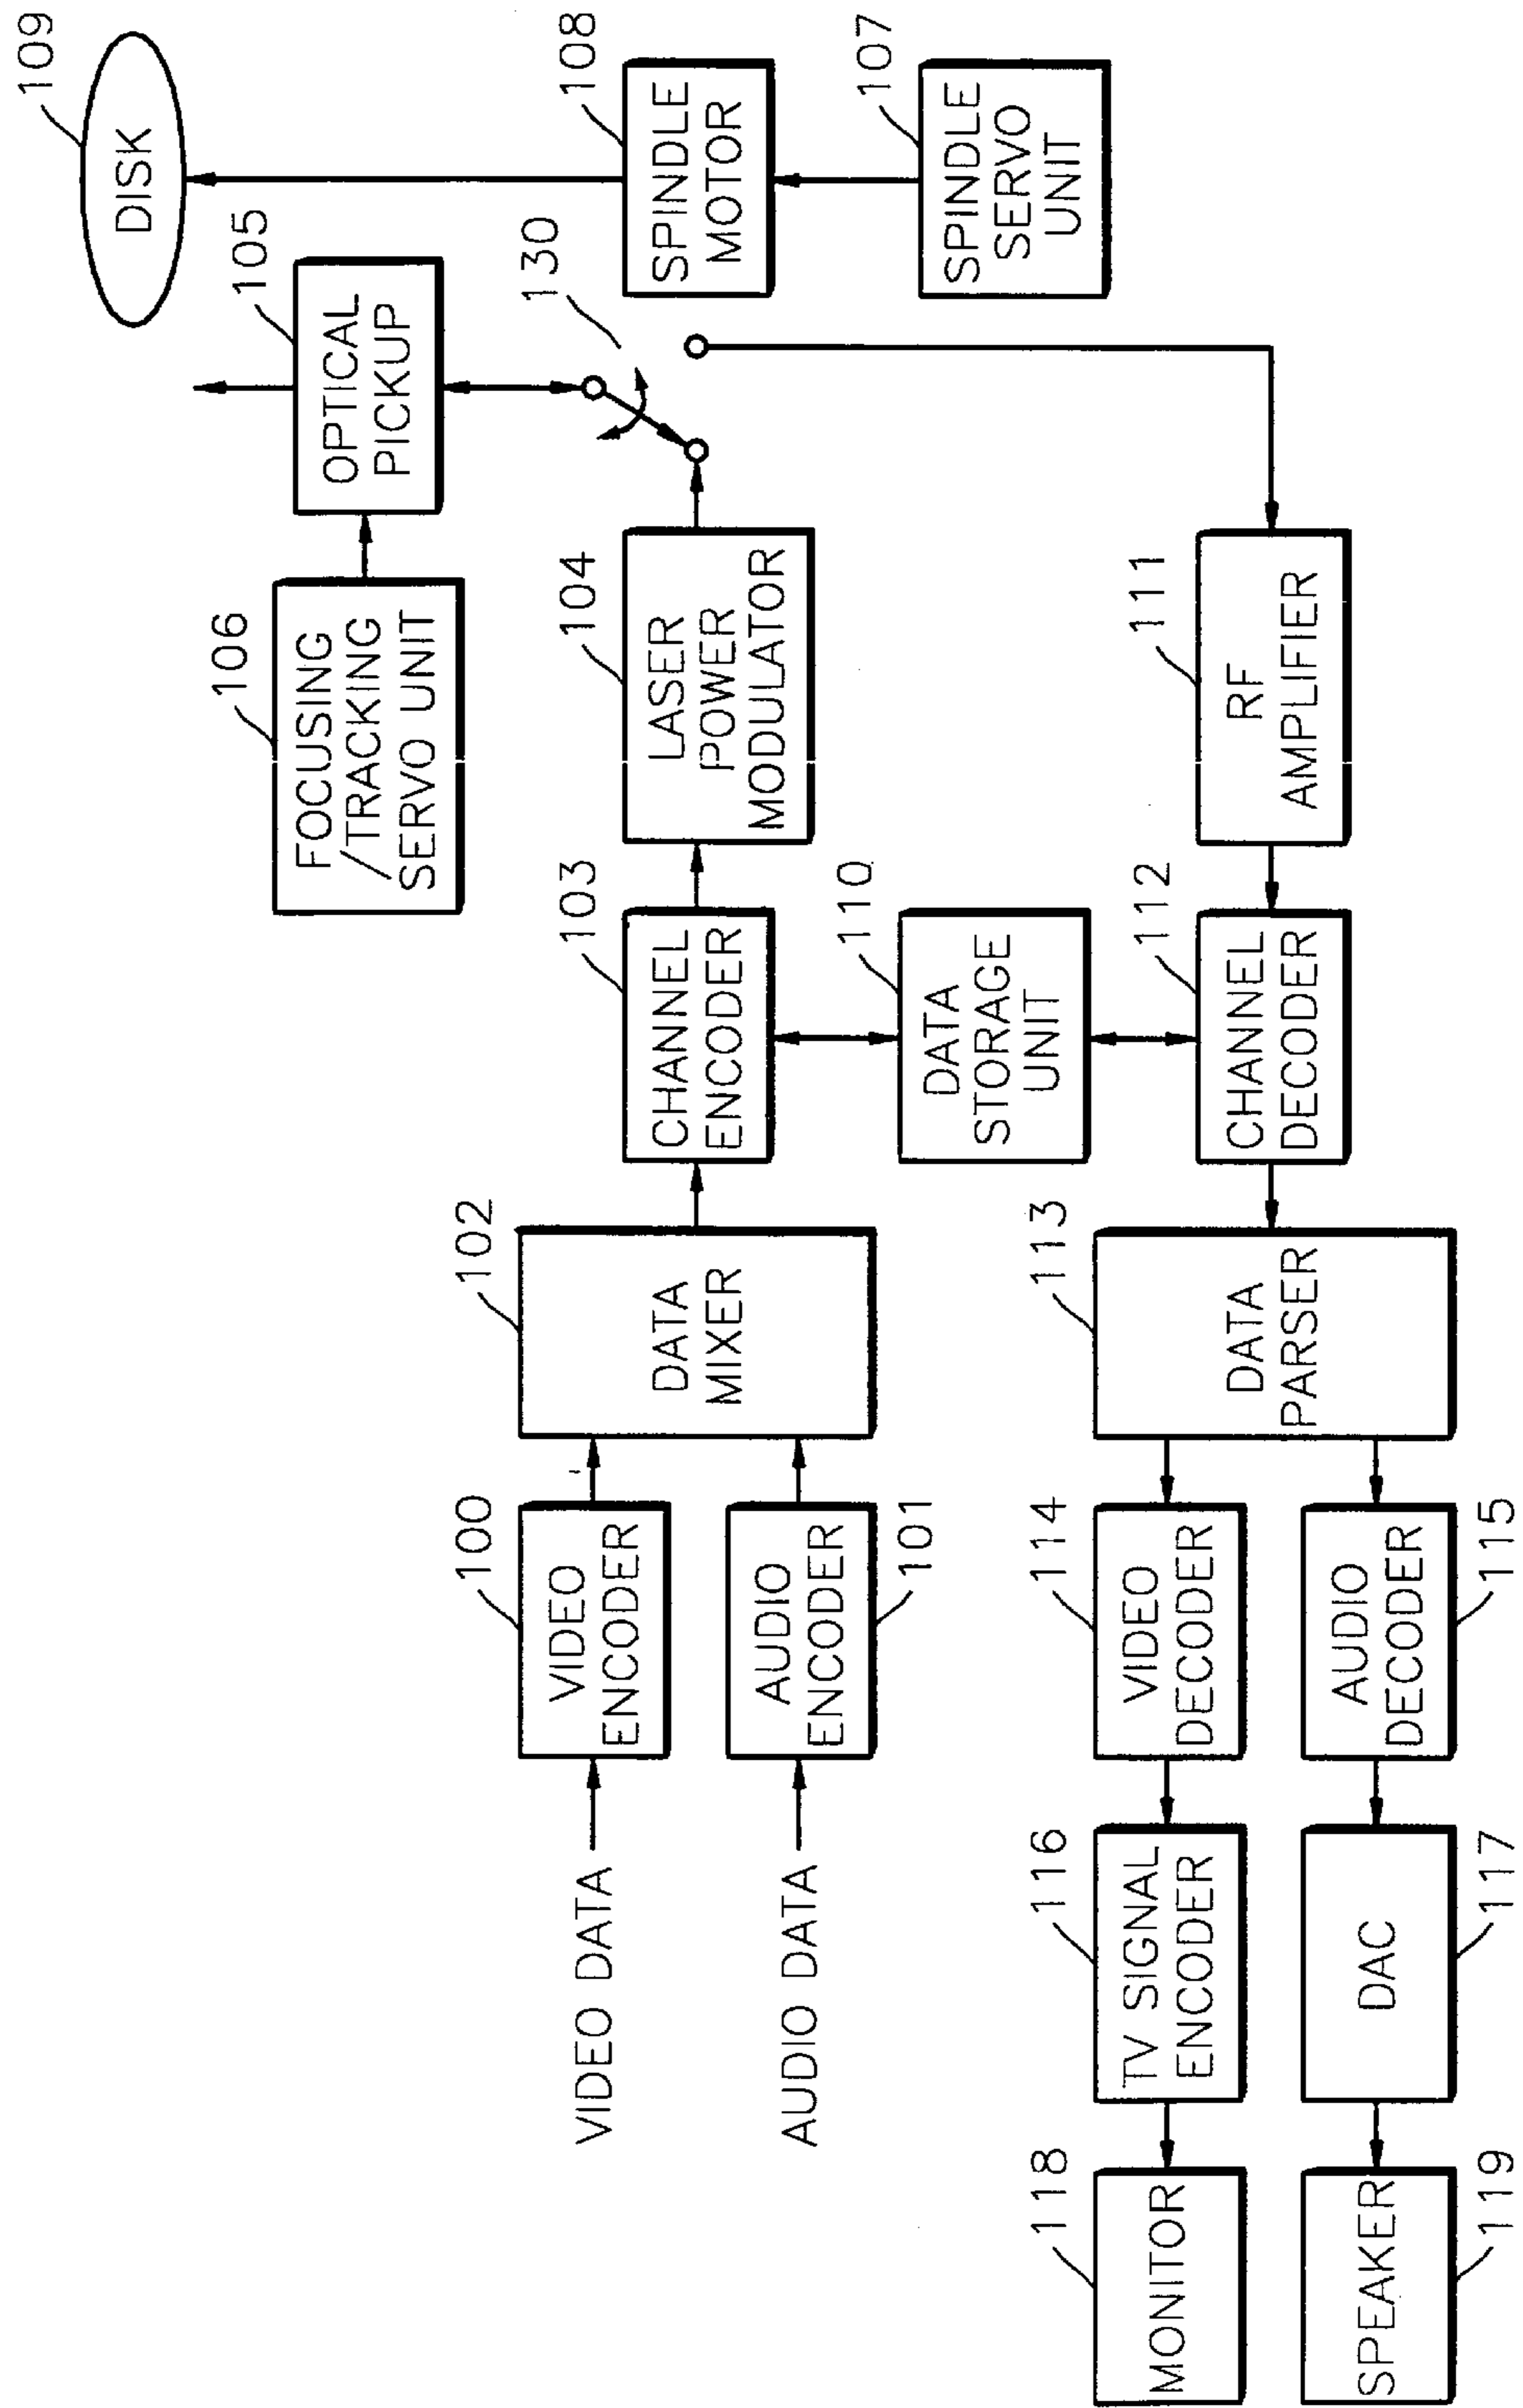 109
DISK
105
OPTICAL
PICKUP
106
FOCUSING
/TRACKING
SERVO UNIT
130
108
SPINDLE
MOTOR
107
SPINDLE
SERVO
UNIT
VIDEO DATA
100
VIDEO
ENCODER
AUDIO DATA
AUDIO
ENCODER
101
102
DATA
MIXER
103
CHANNEL
ENCODER
104
LASER
POWER
MODULATOR
110
DATA
STORAGE
UNIT
111
RF
AMPLIFIER
112
CHANNEL
DECODER
113
DATA
PARSER
114
VIDEO
DECODER
AUDIO
DECODER
115
116
TV SIGNAL
ENCODER
DAC
117
118
MONITOR
SPEAKER
119